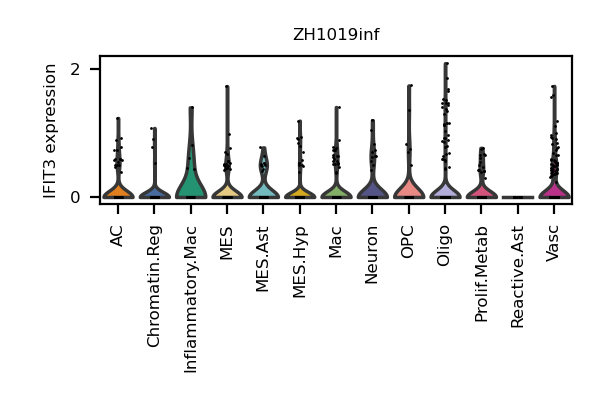 ZH1019inf
IFIT3 expression
2
0
AC
Chromatin.Reg
Inflammatory.Mac
MES
MES.Ast
MES.Hyp
Mac
Neuron
OPC
Oligo
Prolif.Metab
Reactive.Ast
Vasc